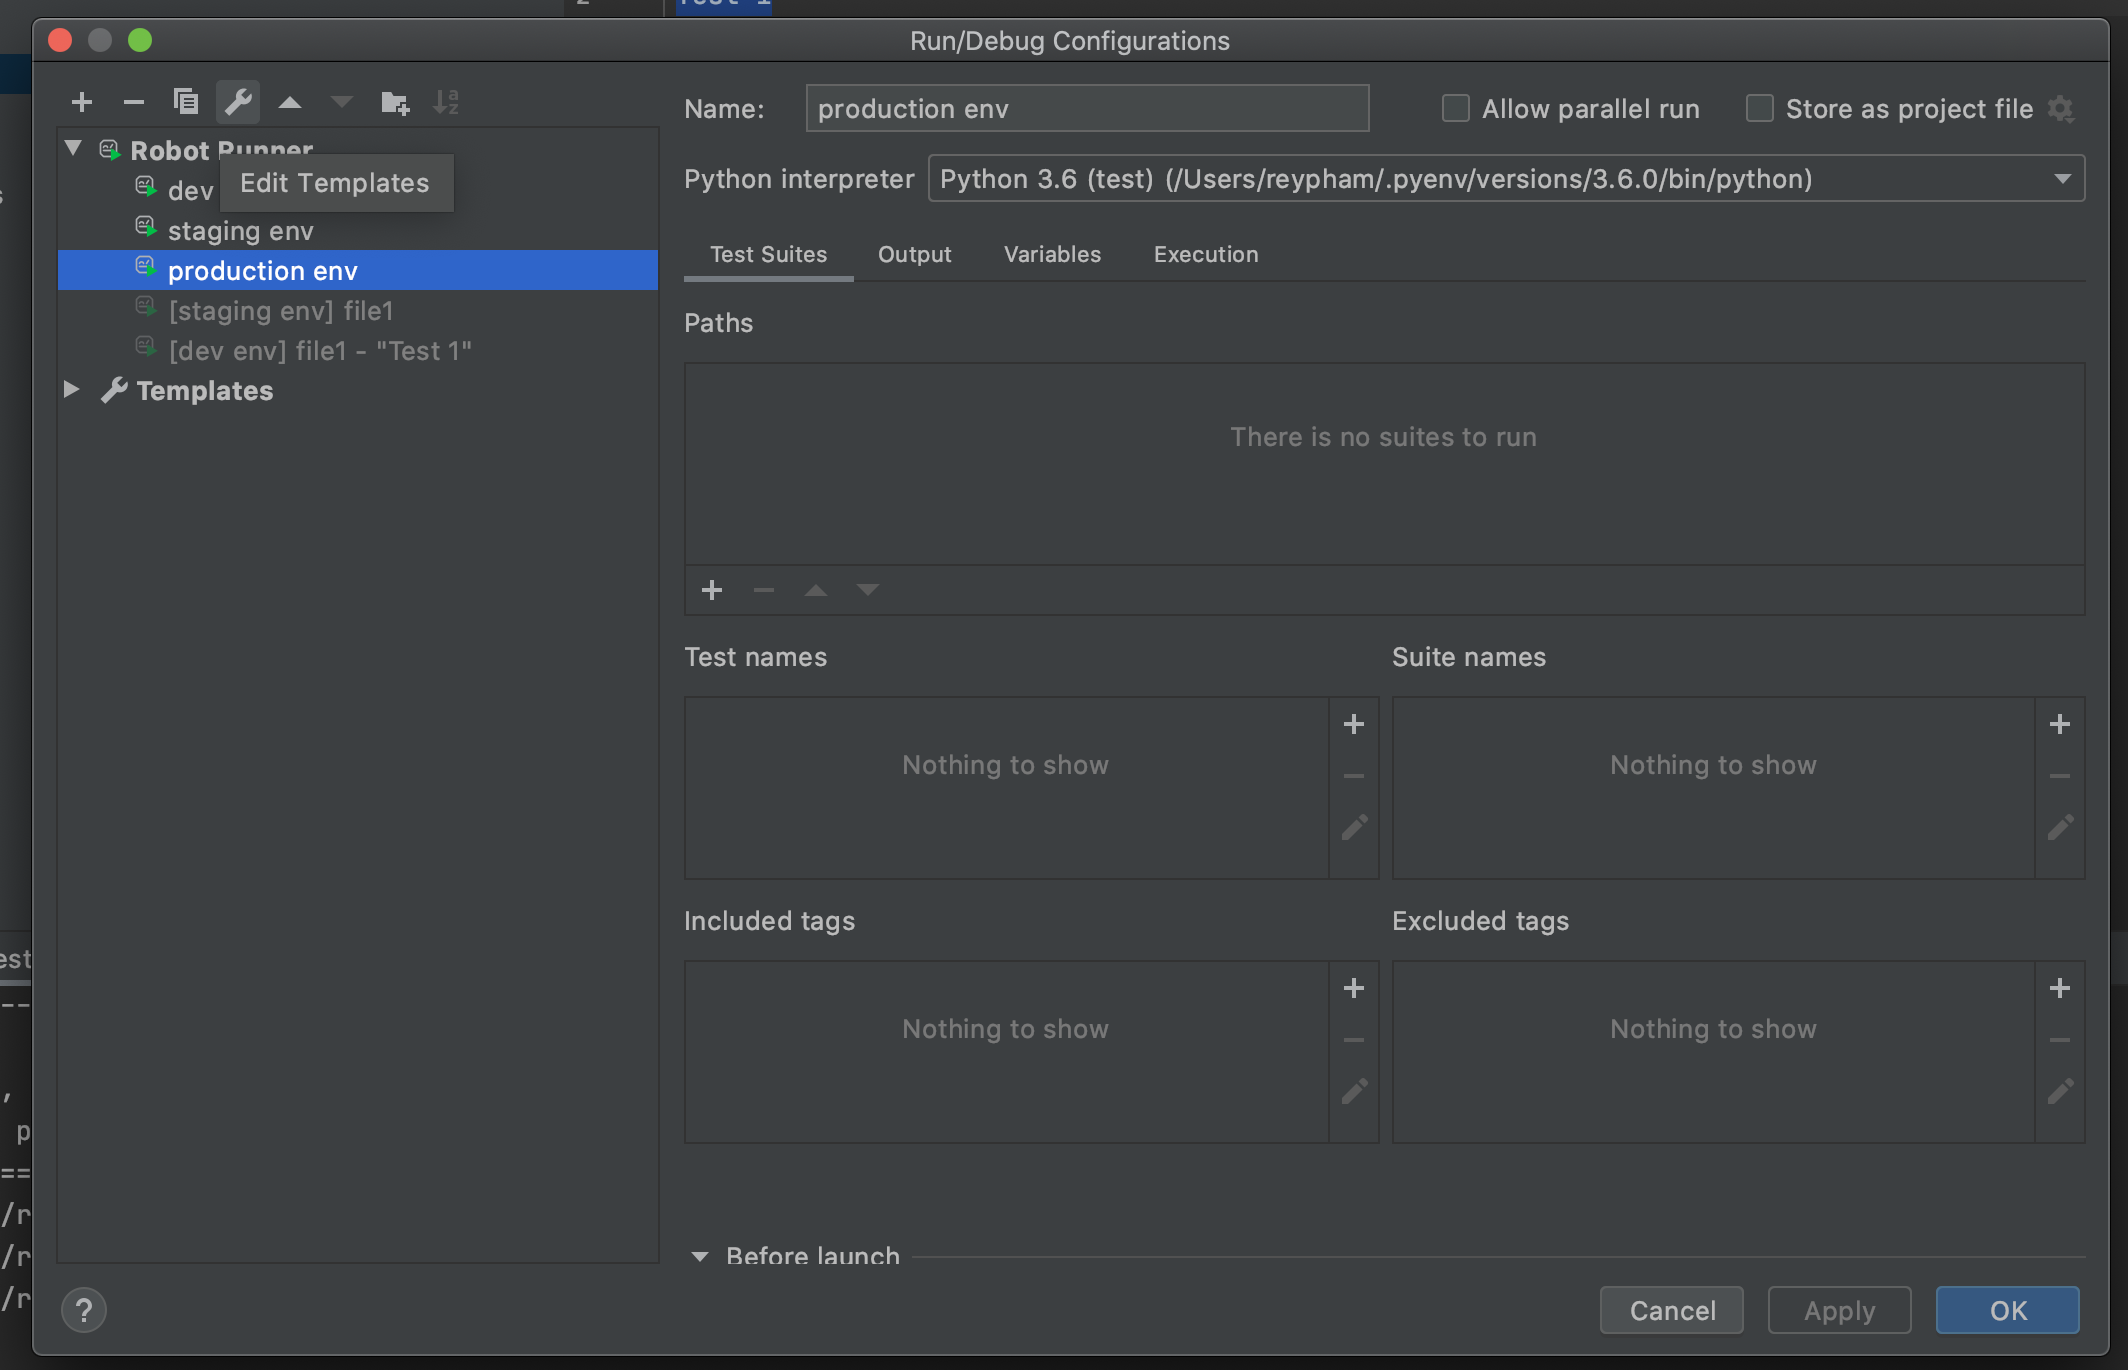 Run/Debug Configurations
Name: production env
Allow parallel run
Store as project file
Robot Runner
Edit Templates
dev
staging env
production env
[staging env] file1
[dev env] file1 - "Test 1"
Templates
Python interpreter Python 3.6 (test) (/Users/reypham/.pyenv/versions/3.6.0/bin/python)
Test Suites Output Variables Execution
Paths
There is no suites to run
Test names
Nothing to show
Suite names
Nothing to show
Included tags
Nothing to show
Excluded tags
Nothing to show
Before launch
?
Cancel Apply OK
est
--
,
p
==
/r
/r
/r